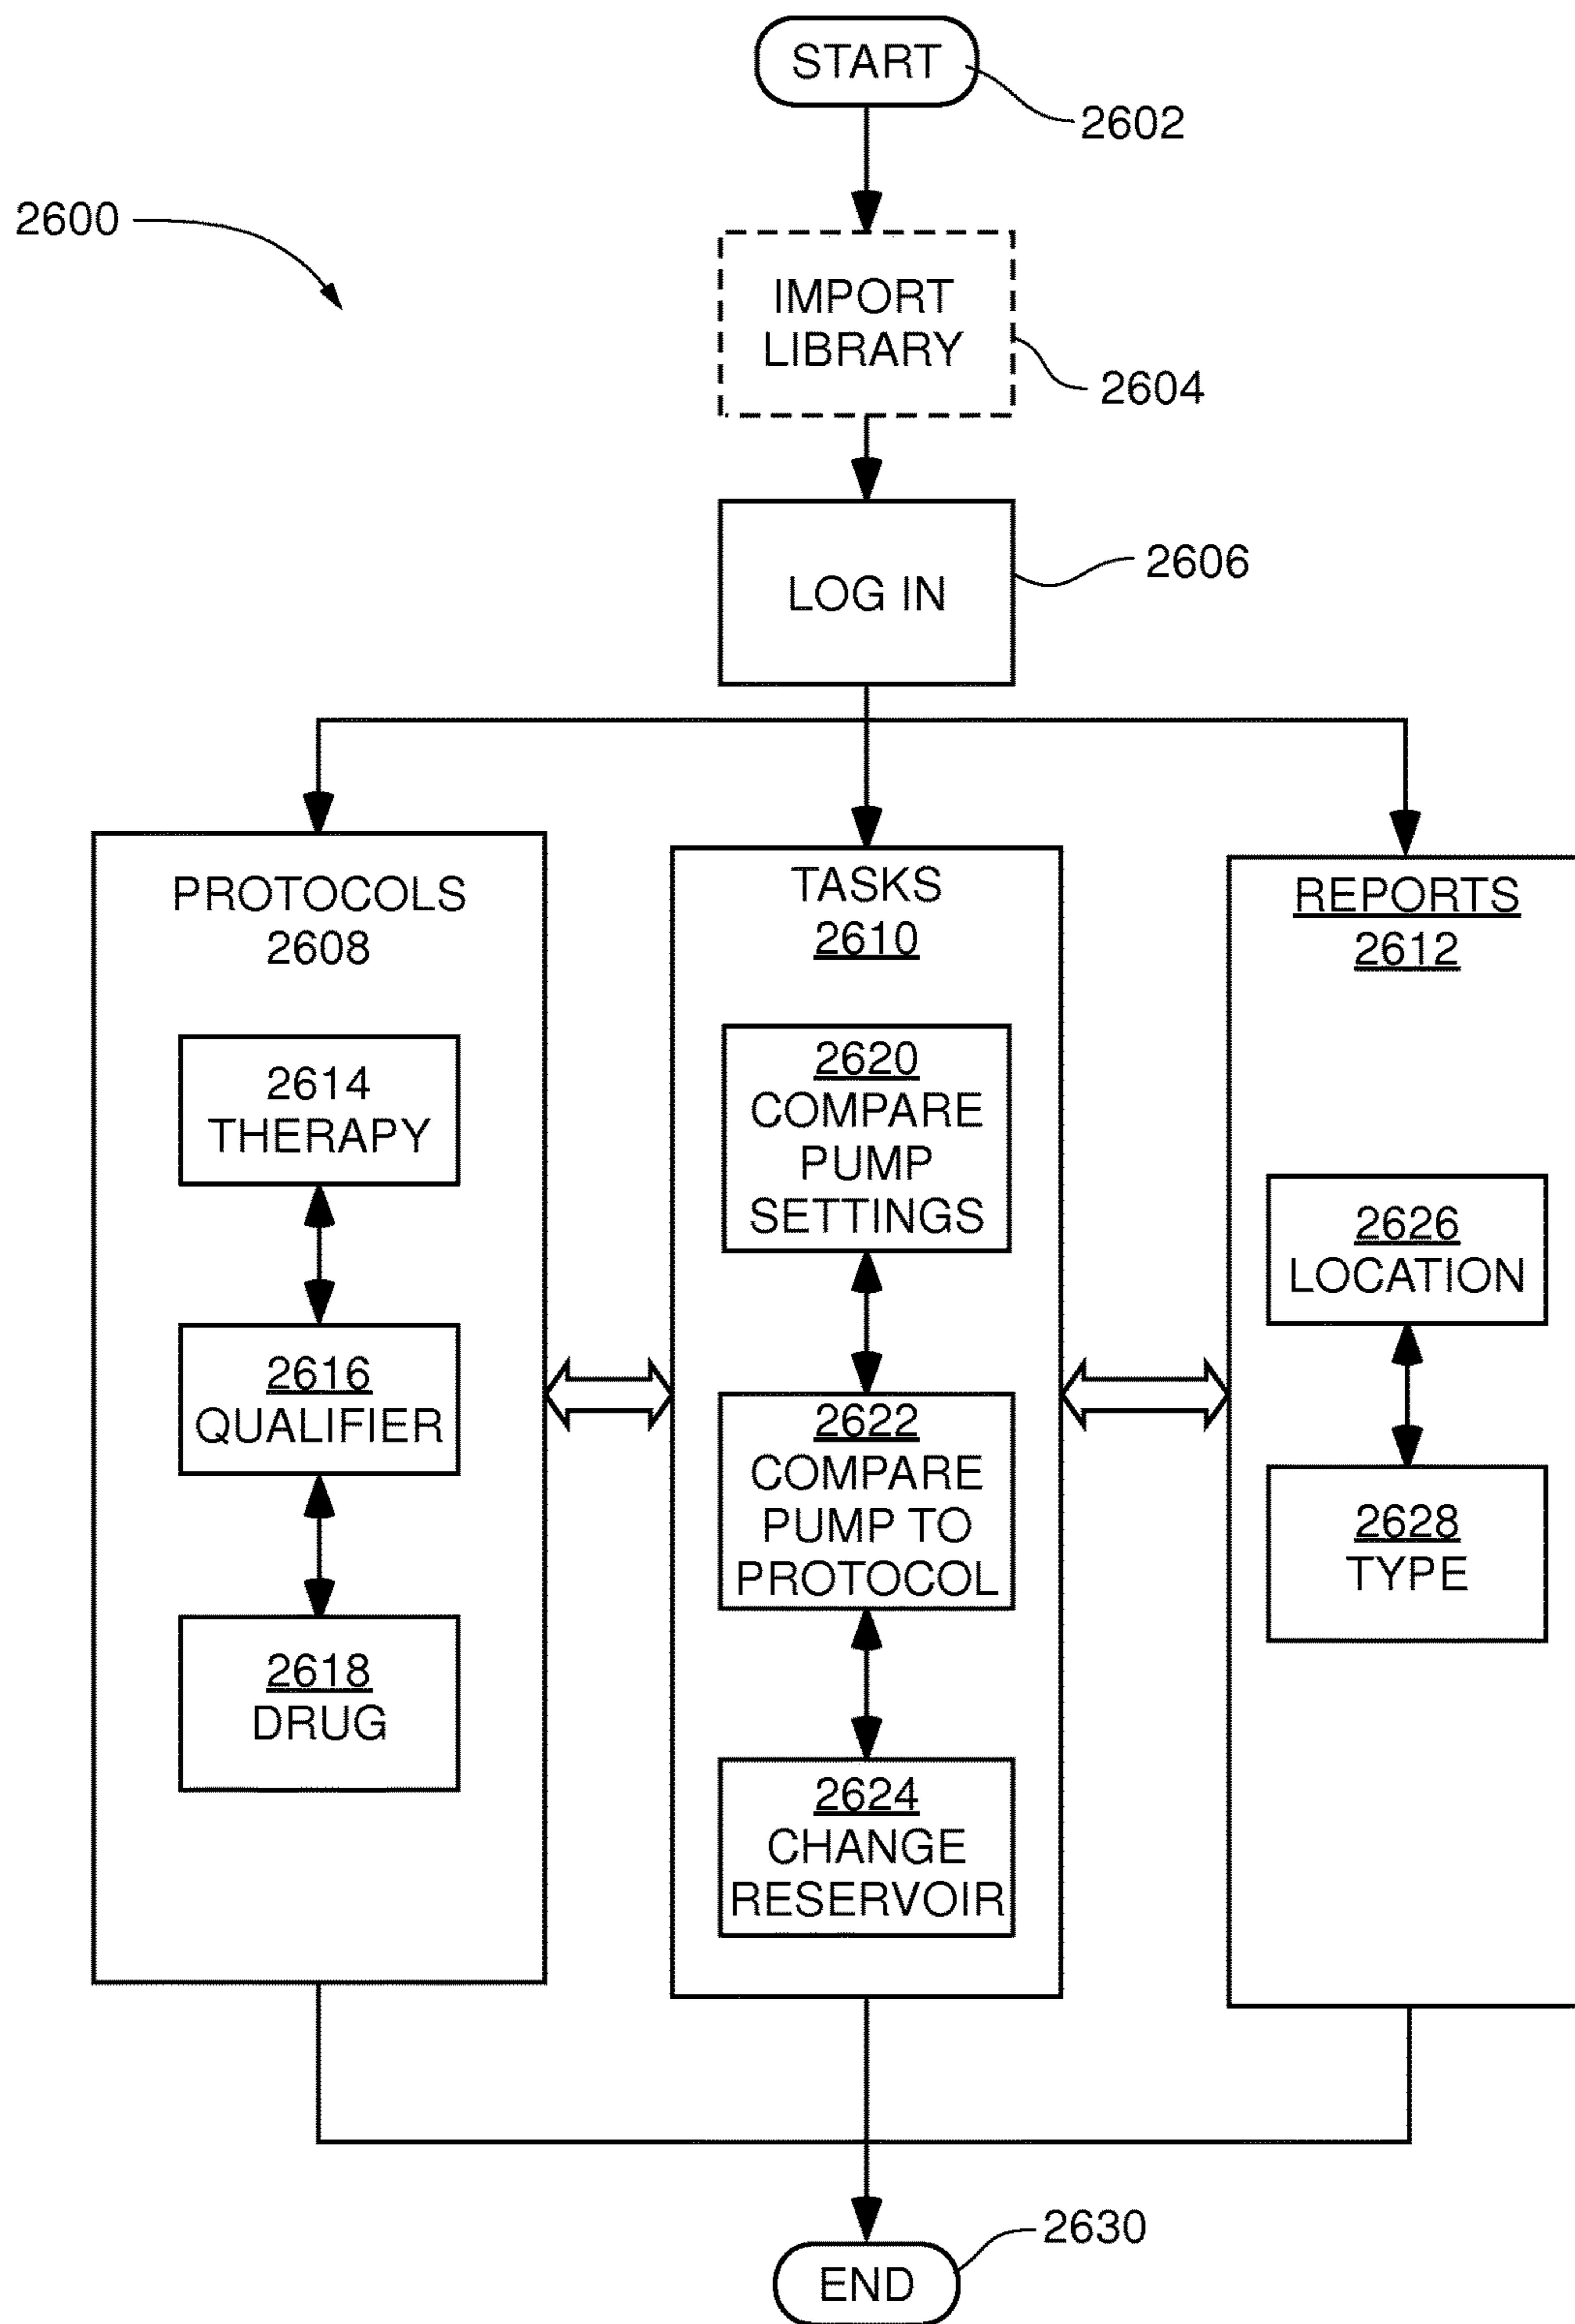 START
2602
2600
IMPORT
LIBRARY
2604
LOG IN
2606
PROTOCOLS
2608
2614
THERAPY
2616
QUALIFIER
2618
DRUG
TASKS
2610
2620
COMPARE
PUMP
SETTINGS
2622
COMPARE
PUMP TO
PROTOCOL
2624
CHANGE
RESERVOIR
REPORTS
2612
2626
LOCATION
2628
TYPE
2630
END